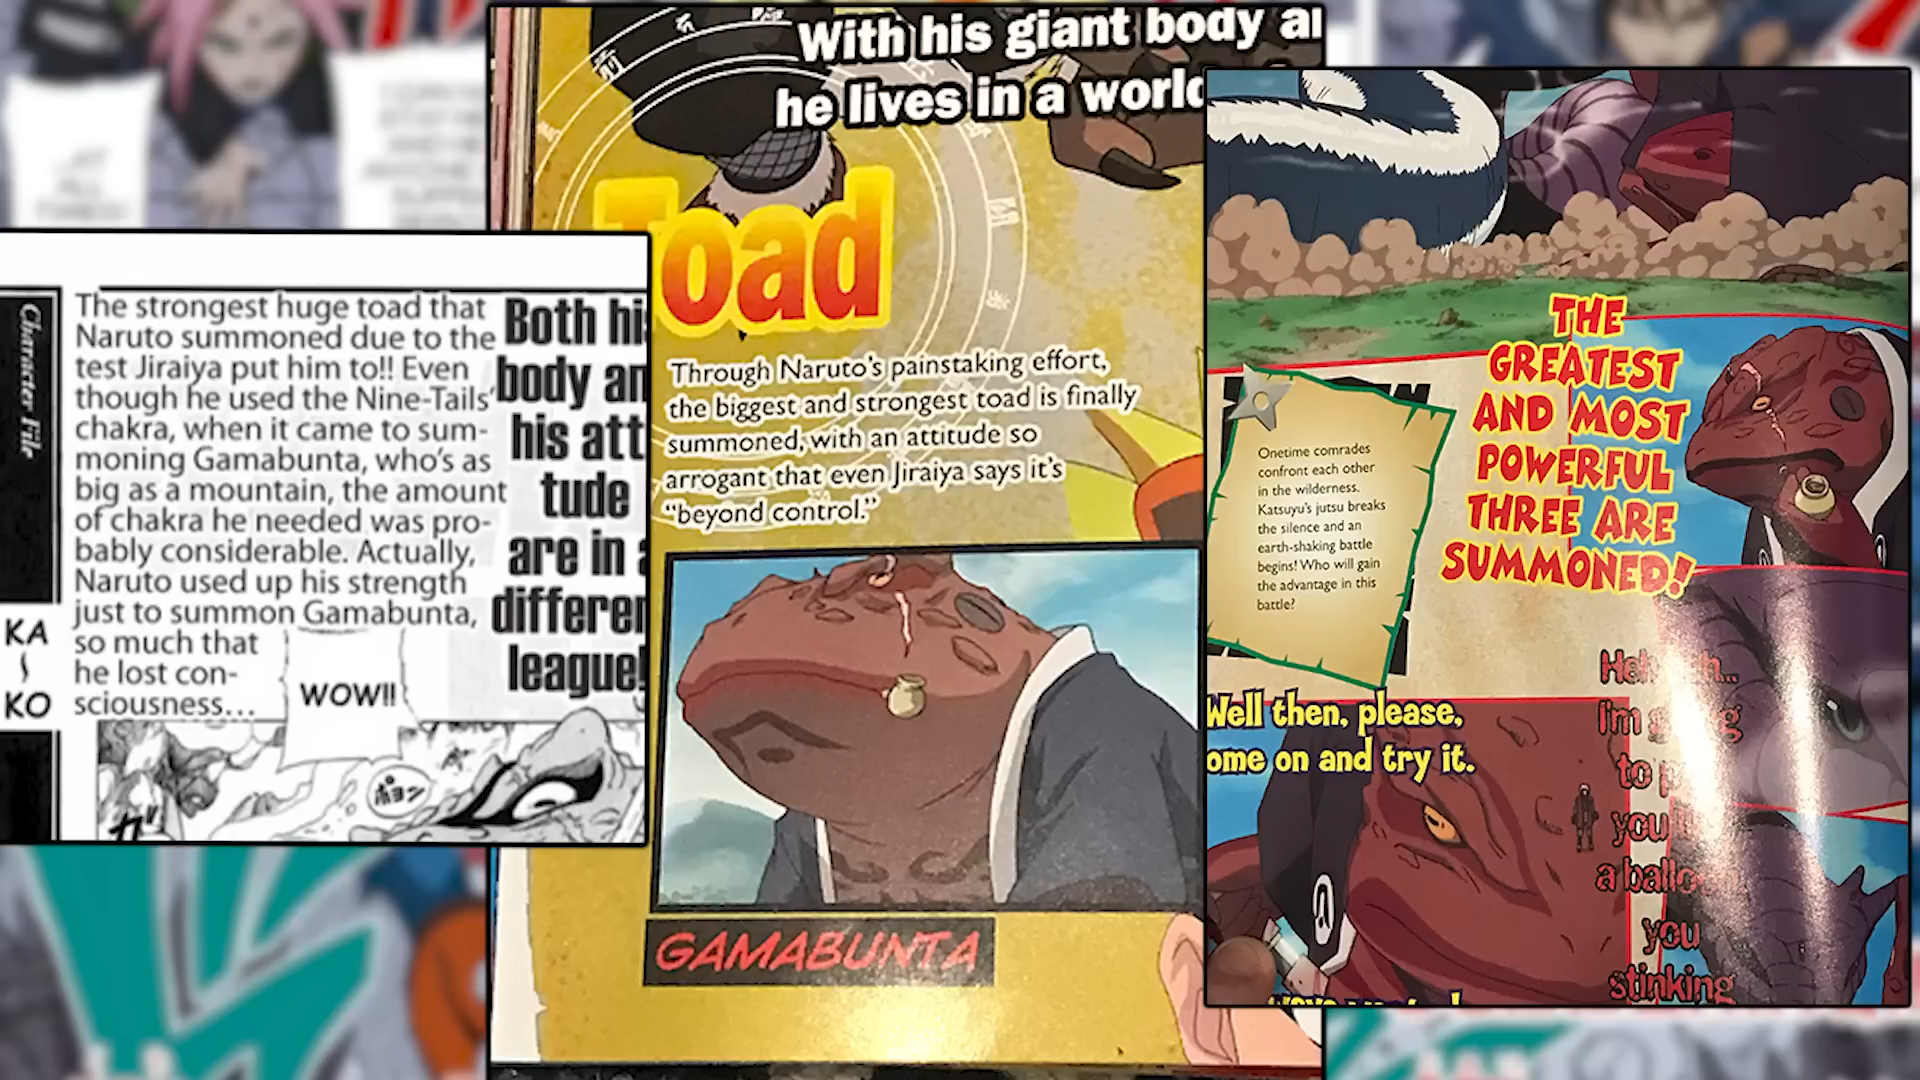 Character File
The strongest huge toad that
Naruto summoned due to the
test Jiraiya put him to!! Even
though he used the Nine-Tails'
chakra, when it came to sum-
moning Gamabunta, who's as
big as a mountain, the amount
of chakra he needed was pro-
bably considerable. Actually,
Naruto used up his strength
just to summon Gamabunta,
so much that
he lost con-
sciousness...
KA
KO
Both hi
body an
his att
tude
are in
differen
league!
WOW!!
ポヨン
With his giant body a
he lives in a world
Toad
Through Naruto's painstaking effort,
the biggest and strongest toad is finally
summoned, with an attitude so
arrogant that even Jiraiya says it's
"beyond control."
GAMABUNTA
THE
GREATEST
AND MOST
POWERFUL
THREE ARE
SUMMONED!
Onetime comrades
confront each other
in the wilderness.
Katsuyu's jutsu breaks
the silence and an
earth-shaking battle
begins! Who will gain
the advantage in this
battle?
Well then, please,
ome on and try it.
I'm
to
you
a
you
stinking